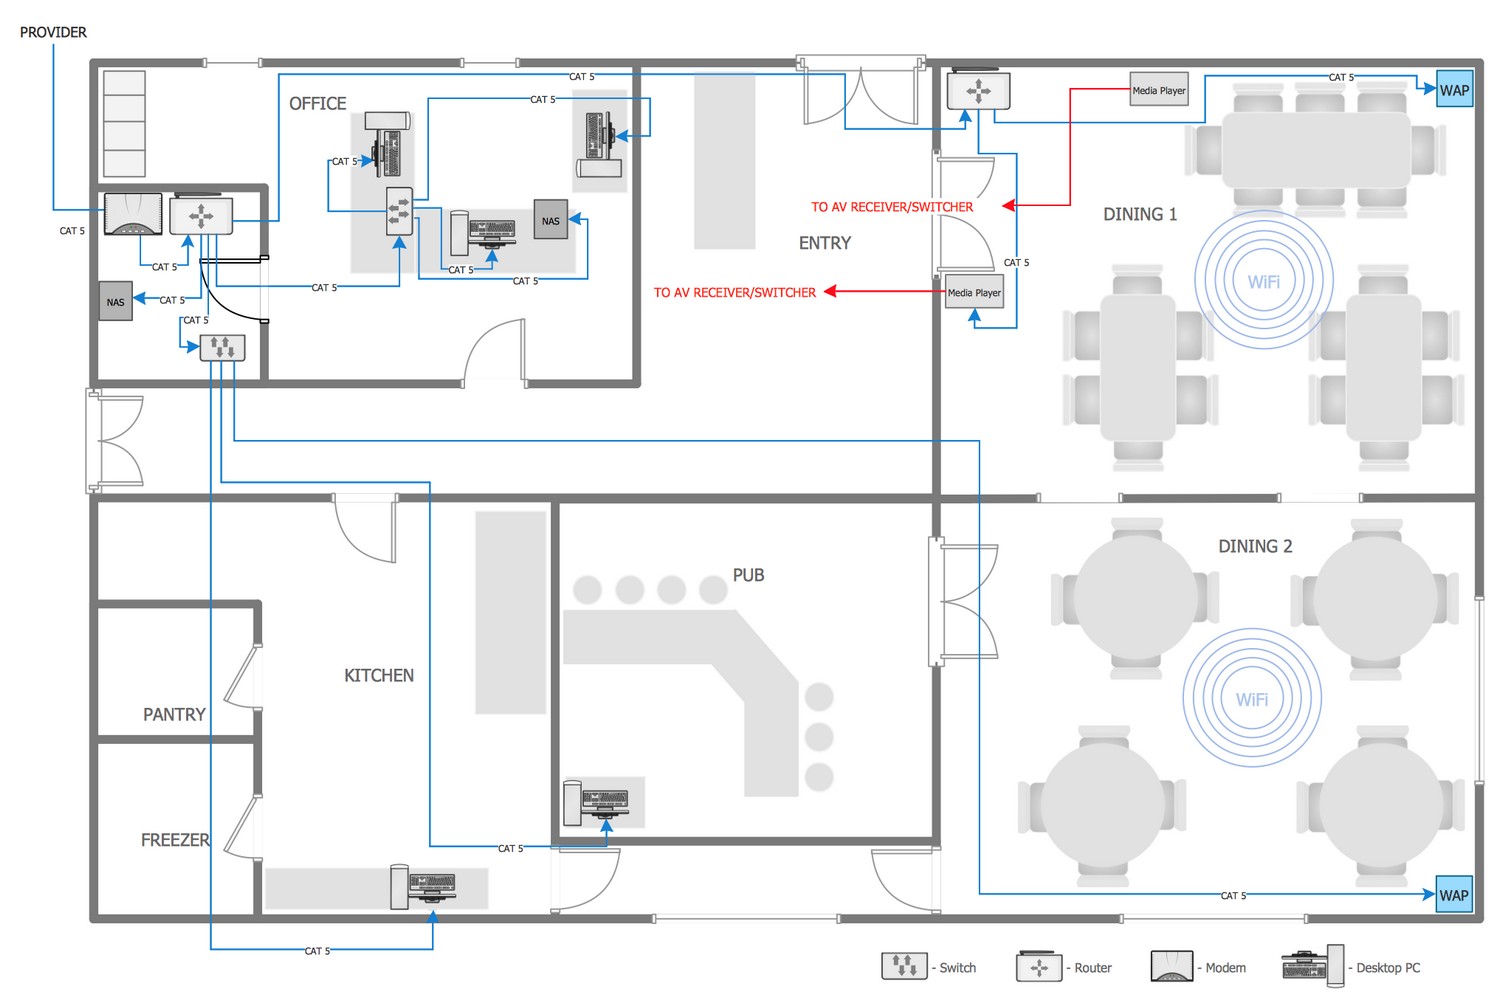 PROVIDER
CAT 5
OFFICE
CAT 5
CAT 5
WAP
Media Player
CAT 5
CAT 5
NAS
TO AV RECEIVER/SWITCHER
DINING 1
CAT 5
ENTRY
CAT 5
CAT 5
CAT 5
CAT 5
WiFi
CAT 5
NAS
CAT 5
TO AV RECEIVER/SWITCHER
Media Player
CAT 5
DINING 2
PUB
KITCHEN
WiFi
PANTRY
FREEZER
CAT 5
CAT 5
WAP
CAT 5
- Switch
- Router
- Modem
- Desktop PC